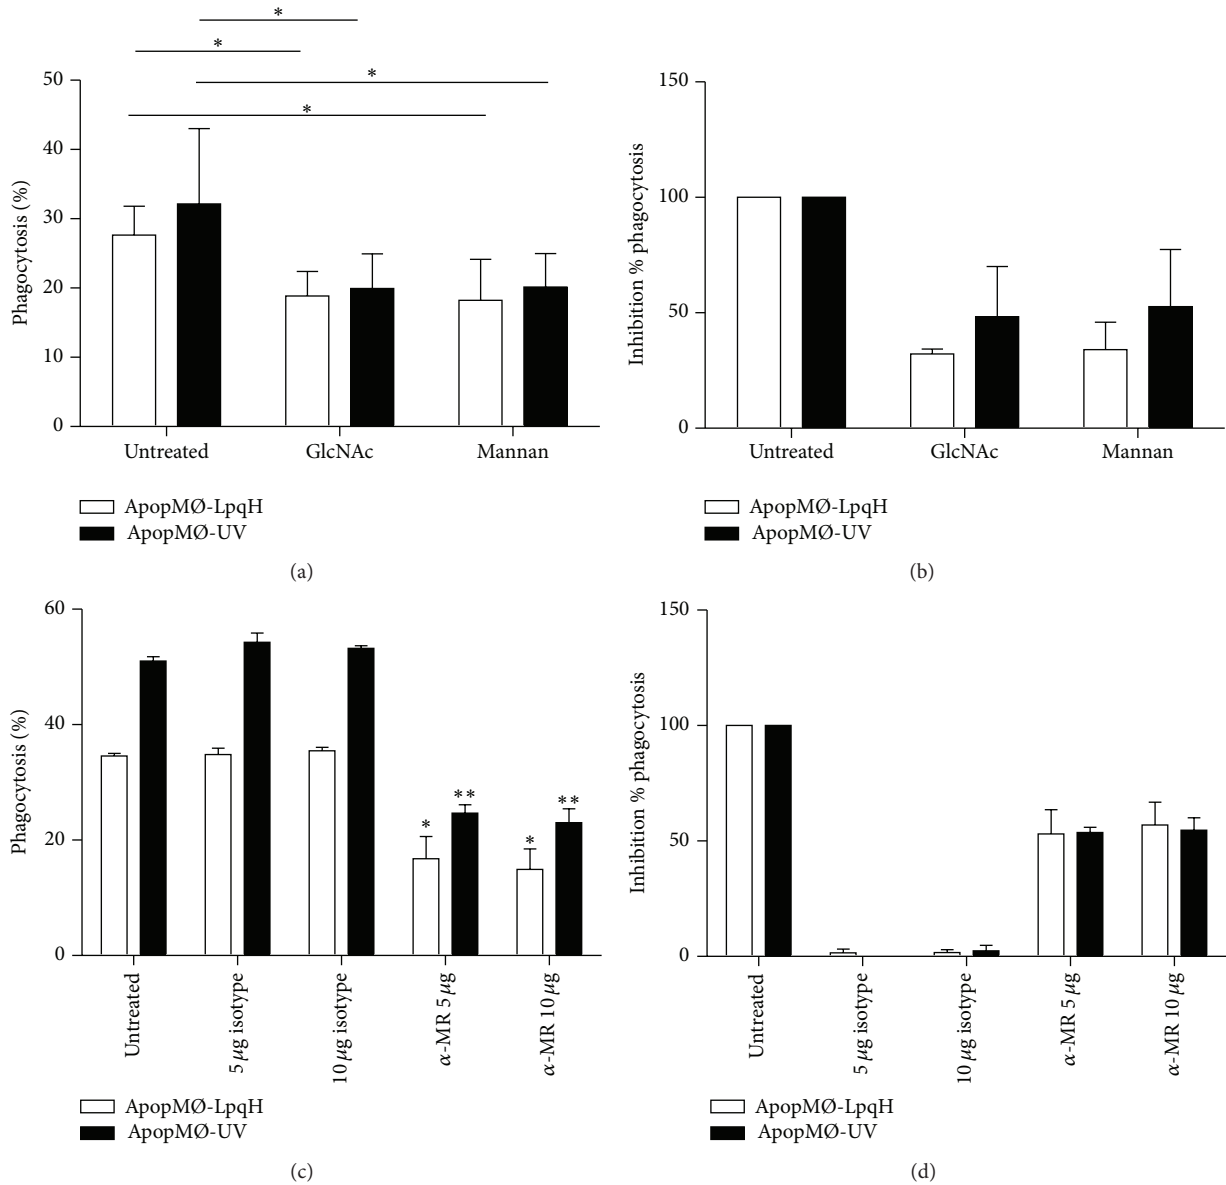 *
*
*
*
Phagocytosis (%)
50
40
30
20
10
0
Untreated GlcNAc Mannan
ApopMØ-LpqH
ApopMØ-UV
(a)
Inhibition % phagocytosis
150
100
50
0
Untreated GlcNAc Mannan
ApopMØ-LpqH
ApopMØ-UV
(b)
Phagocytosis (%)
60
40
20
0
*
**
*
**
Untreated
5 μg isotype
10 μg isotype
α-MR 5 μg
α-MR 10 μg
ApopMØ-LpqH
ApopMØ-UV
(c)
Inhibition % phagocytosis
150
100
50
0
Untreated
5 μg isotype
10 μg isotype
α-MR 5 μg
α-MR 10 μg
ApopMØ-LpqH
ApopMØ-UV
(d)